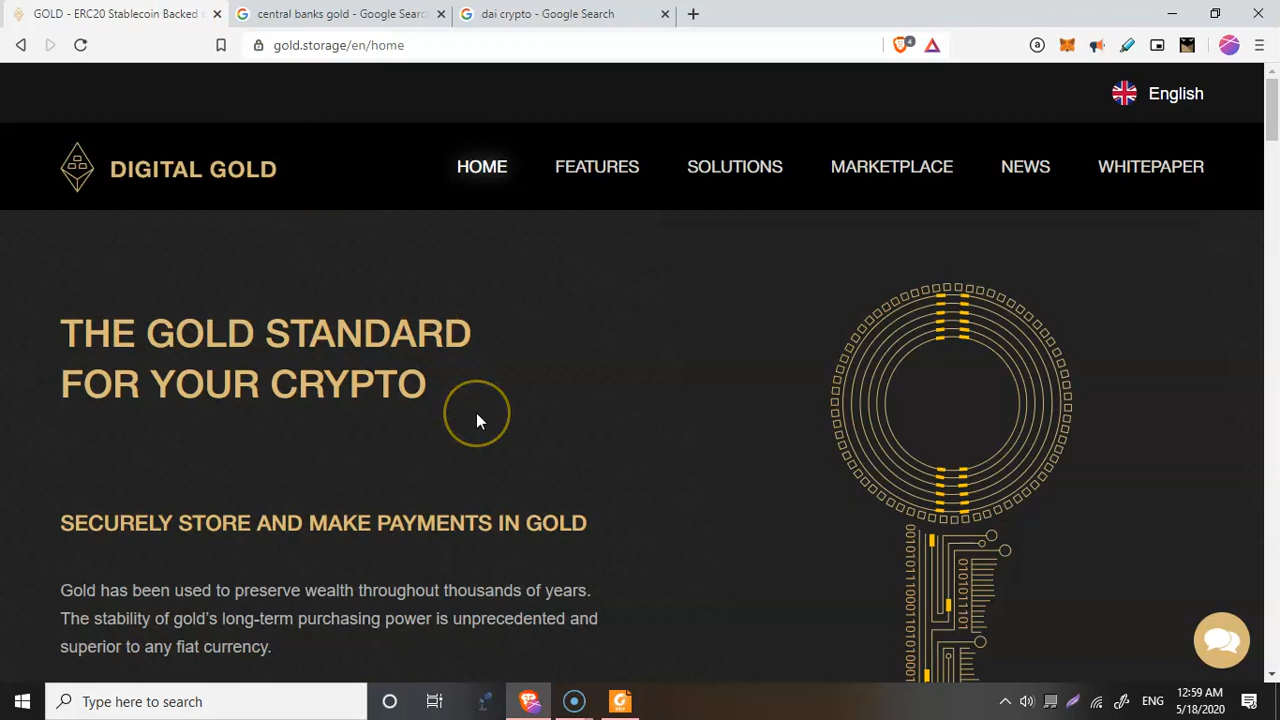 GOLD - ERC20 Stablecoin Backed
central banks gold - Google Searc
dai crypto - Google Search
gold.storage/en/home
4
English
DIGITAL GOLD
HOME
FEATURES
SOLUTIONS
MARKETPLACE
NEWS
WHITEPAPER
THE GOLD STANDARD
FOR YOUR CRYPTO
SECURELY STORE AND MAKE PAYMENTS IN GOLD
Gold has been used to preserve wealth throughout thousands of years.
The stability of gold's long-term purchasing power is unprecedented and
superior to any fiat currency.
Type here to search
ENG
12:59 AM
5/18/2020